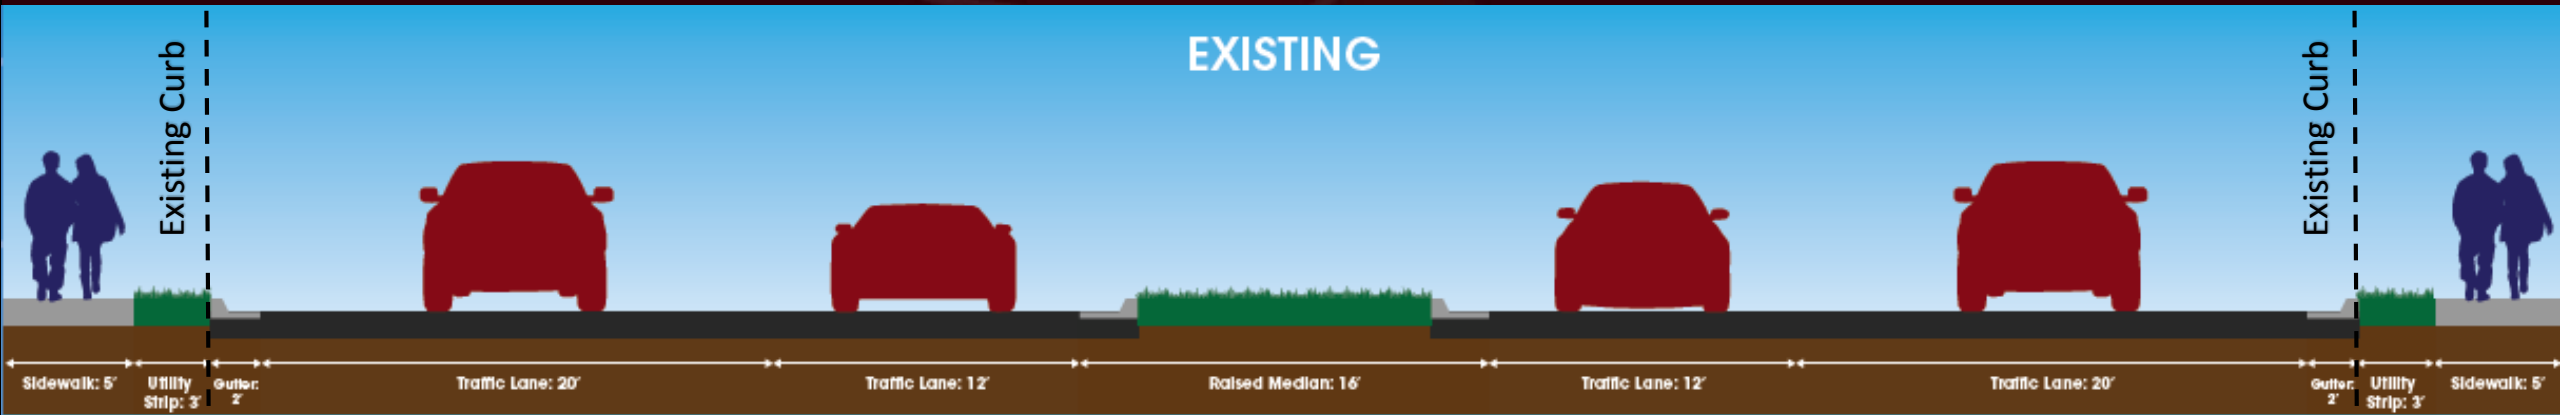 EXISTING
Existing Curb
Existing Curb
Sidewalk: 5'
Utility
Strip: 3'
Gutter:
2'
Traffic Lane: 20'
Traffic Lane: 12'
Raised Median: 16'
Traffic Lane: 12'
Traffic Lane: 20'
Gutter:
2'
Utility
Strip: 3'
Sidewalk: 5'